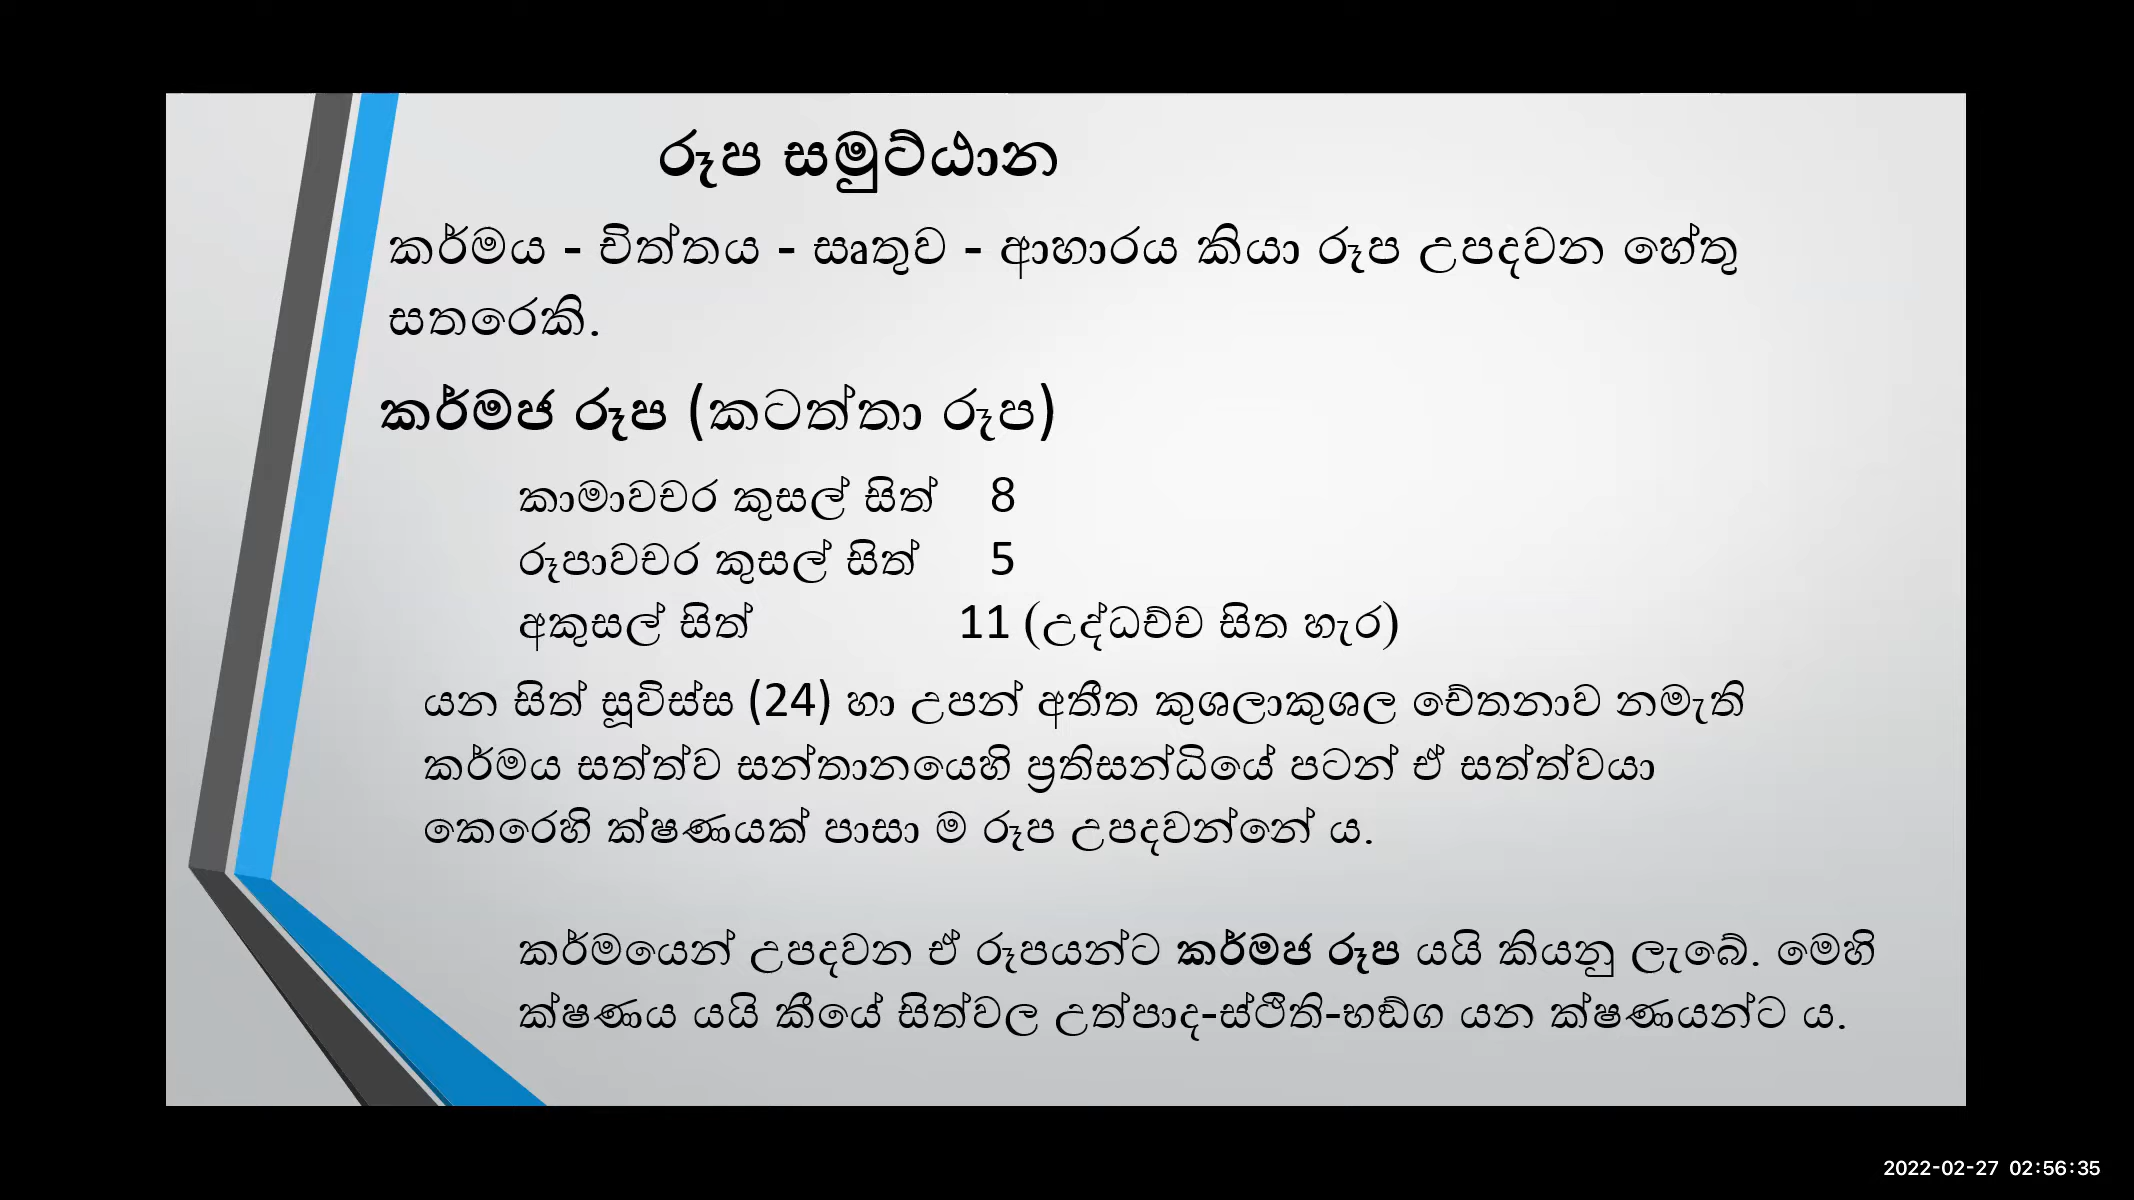 රූප සමුට්ඨාන
කර්මය - චිත්තය - සෘතුව - ආහාරය කියා රූප උපදවන හේතු
සතරෙකි.
කර්මජ රූප (කටත්තා රූප)
කාමාවචර කුසල් සිත් 8
රූපාවචර කුසල් සිත් 5
අකුසල් සිත් 11 (උද්ධච්ච සිත හැර)
යන සිත් සූවිස්ස (24) හා උපන් අතීත කුශලාකුශල චේතනාව නමැති
කර්මය සත්ත්ව සන්තානයෙහි ප්‍රතිසන්ධියේ පටන් ඒ සත්ත්වයා
කෙරෙහි ක්ෂණයක් පාසා ම රූප උපදවන්නේ ය.
කර්මයෙන් උපදවන ඒ රූපයන්ට කර්මජ රූප යයි කියනු ලැබේ. මෙහි
ක්ෂණය යයි කීයේ සිත්වල උත්පාද-ස්ථිති-භඞ්ග යන ක්ෂණයන්ට ය.
2022-02-27 02:56:35